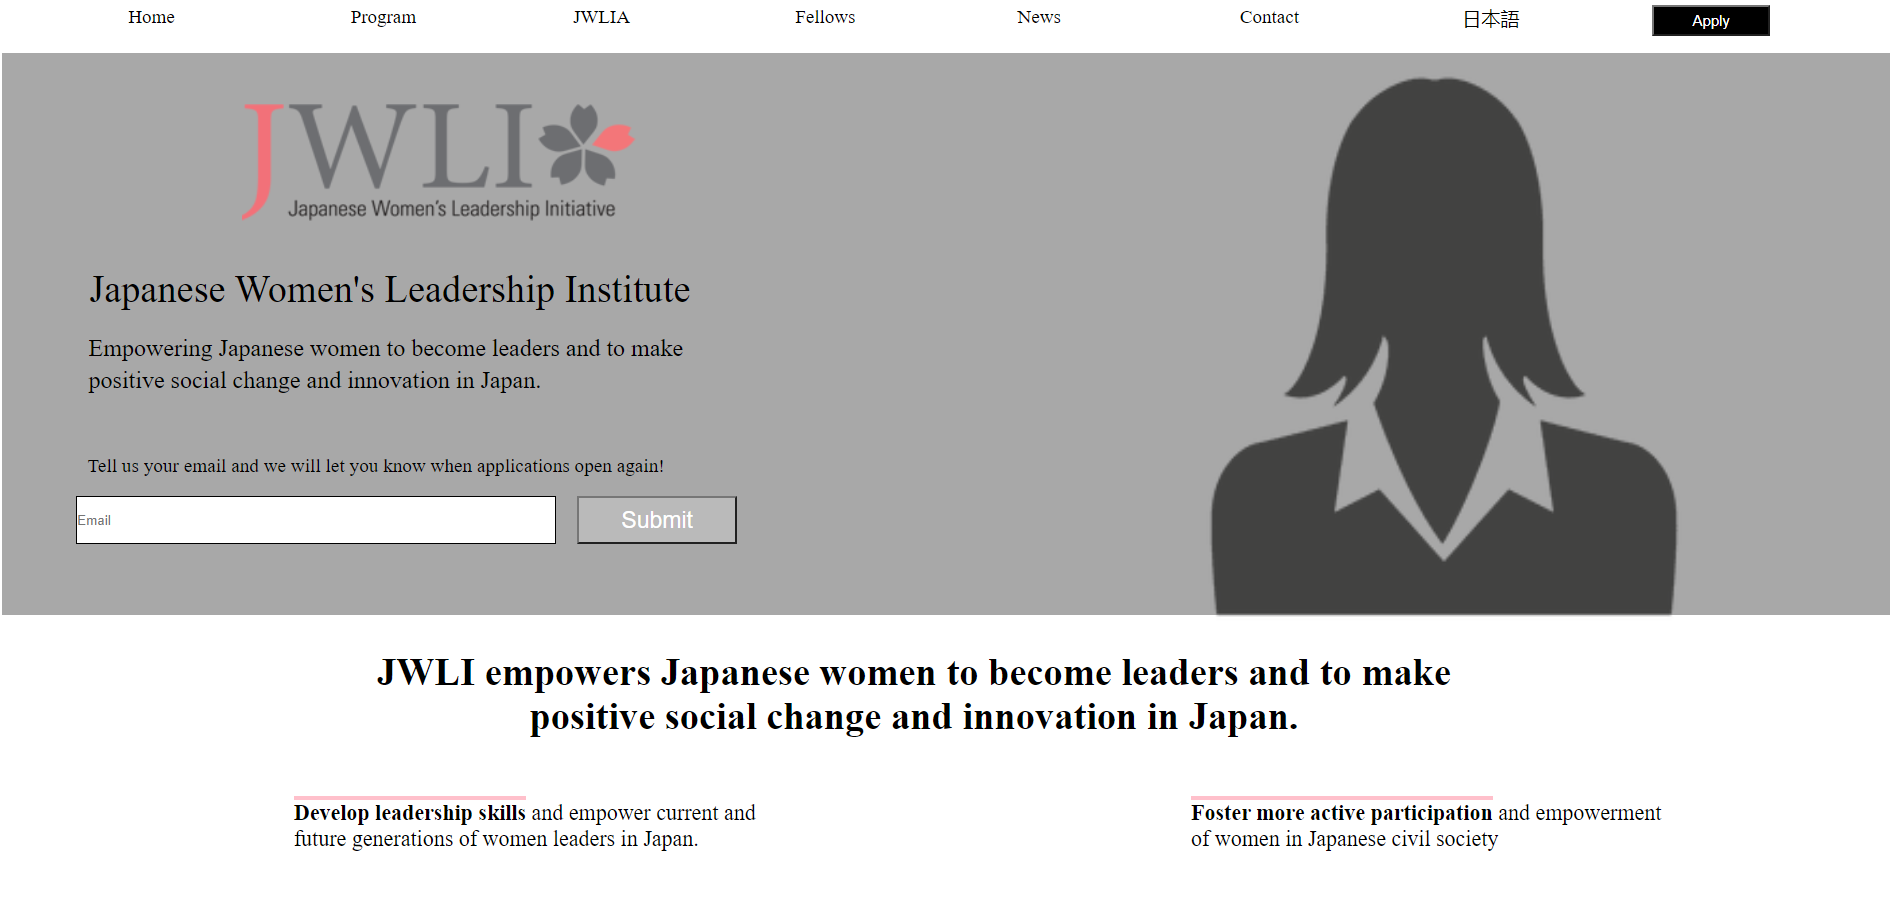 Home Program JWLIA Fellows News Contact 日本語 Apply
JWLI
Japanese Women's Leadership Initiative
Japanese Women's Leadership Institute
Empowering Japanese women to become leaders and to make
positive social change and innovation in Japan.
Tell us your email and we will let you know when applications open again!
Email Submit
JWLI empowers Japanese women to become leaders and to make
positive social change and innovation in Japan.
Develop leadership skills and empower current and
future generations of women leaders in Japan.
Foster more active participation and empowerment
of women in Japanese civil society